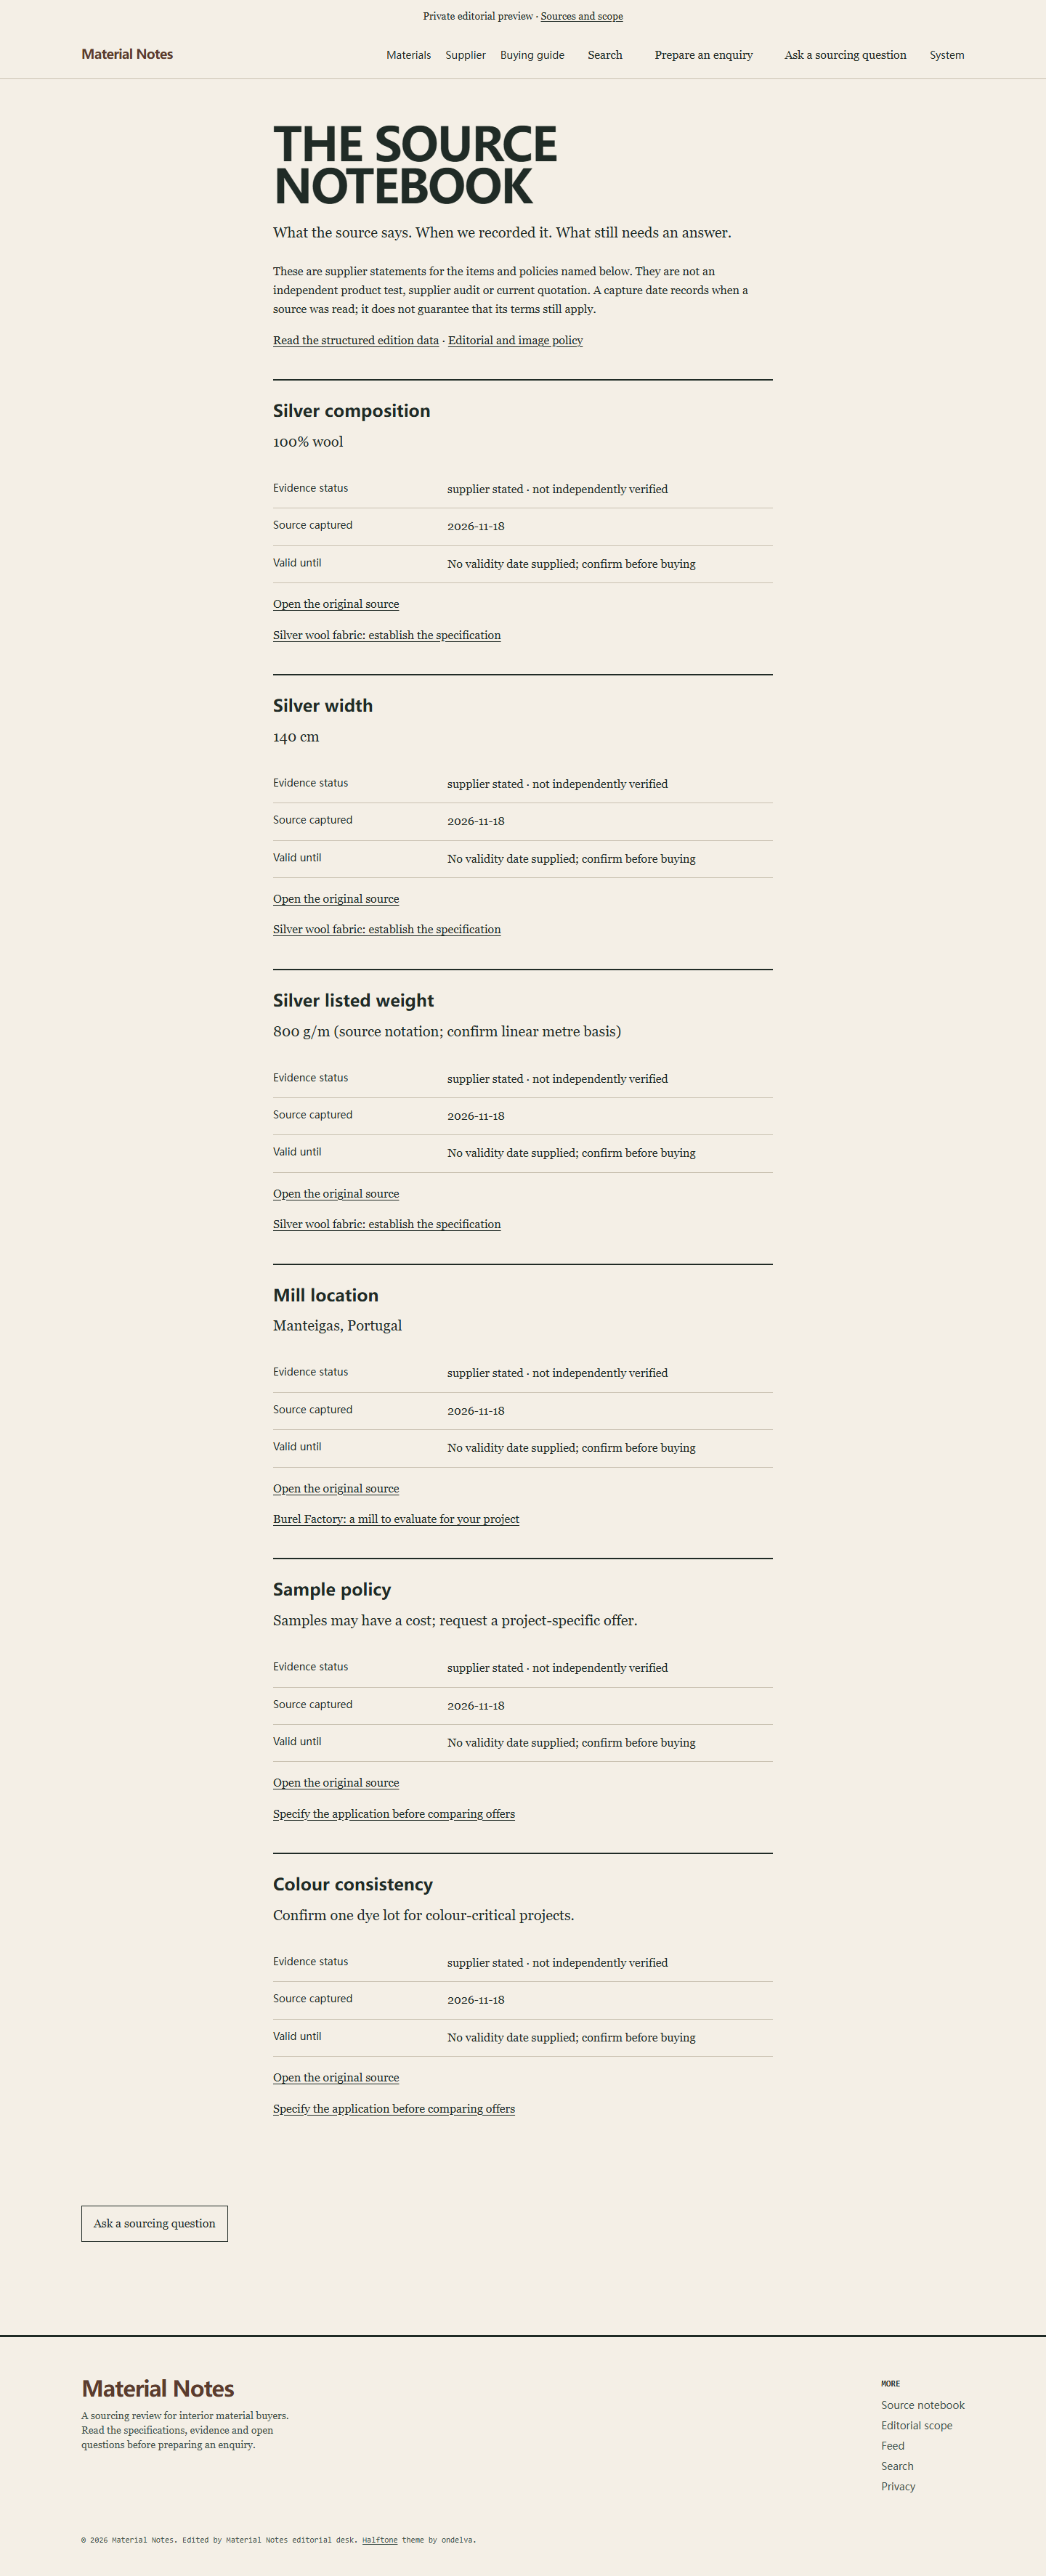 Private editorial preview · Sources and scope
Material Notes
Materials Supplier Buying guide Search Prepare an enquiry Ask a sourcing question System
THE SOURCE
NOTEBOOK
What the source says. When we recorded it. What still needs an answer.
These are supplier statements for the items and policies named below. They are not an
independent product test, supplier audit or current quotation. A capture date records when a
source was read; it does not guarantee that its terms still apply.
Read the structured edition data · Editorial and image policy
Silver composition
100% wool
Evidence status supplier stated · not independently verified
Source captured 2026-11-18
Valid until No validity date supplied; confirm before buying
Open the original source
Silver wool fabric: establish the specification
Silver width
140 cm
Evidence status supplier stated · not independently verified
Source captured 2026-11-18
Valid until No validity date supplied; confirm before buying
Open the original source
Silver wool fabric: establish the specification
Silver listed weight
800 g/m (source notation; confirm linear metre basis)
Evidence status supplier stated · not independently verified
Source captured 2026-11-18
Valid until No validity date supplied; confirm before buying
Open the original source
Silver wool fabric: establish the specification
Mill location
Manteigas, Portugal
Evidence status supplier stated · not independently verified
Source captured 2026-11-18
Valid until No validity date supplied; confirm before buying
Open the original source
Burel Factory: a mill to evaluate for your project
Sample policy
Samples may have a cost; request a project-specific offer.
Evidence status supplier stated · not independently verified
Source captured 2026-11-18
Valid until No validity date supplied; confirm before buying
Open the original source
Specify the application before comparing offers
Colour consistency
Confirm one dye lot for colour-critical projects.
Evidence status supplier stated · not independently verified
Source captured 2026-11-18
Valid until No validity date supplied; confirm before buying
Open the original source
Specify the application before comparing offers
Ask a sourcing question
Material Notes
A sourcing review for interior material buyers.
Read the specifications, evidence and open
questions before preparing an enquiry.
MORE
Source notebook
Editorial scope
Feed
Search
Privacy
© 2026 Material Notes. Edited by Material Notes editorial desk. Halftone theme by ondelva.